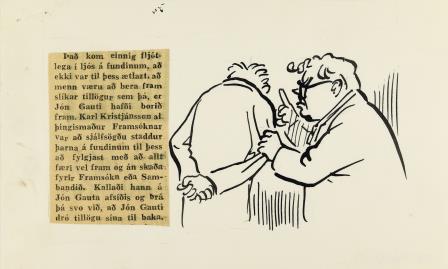 Það kom einnig fljót-
lega í ljós á fundinum, að
ekki var til þess ætlazt, að
menn væru að bera fram
slíkar tillögur sem þá, er
Jón Gauti hafði borið
fram. Karl Kristjánsson al
þingismaður Framsóknar
var að sjálfsögðu staddur
þarna á fundinum til þess
að fylgjast með að allt
færi vel fram og án skaða
fyrir Framsókn eða Sam-
bandið. Kallaði hann á
Jón Gauta afsíðis og brá
þá svo við, að Jón Gauti
dró tillögu sína til baka.